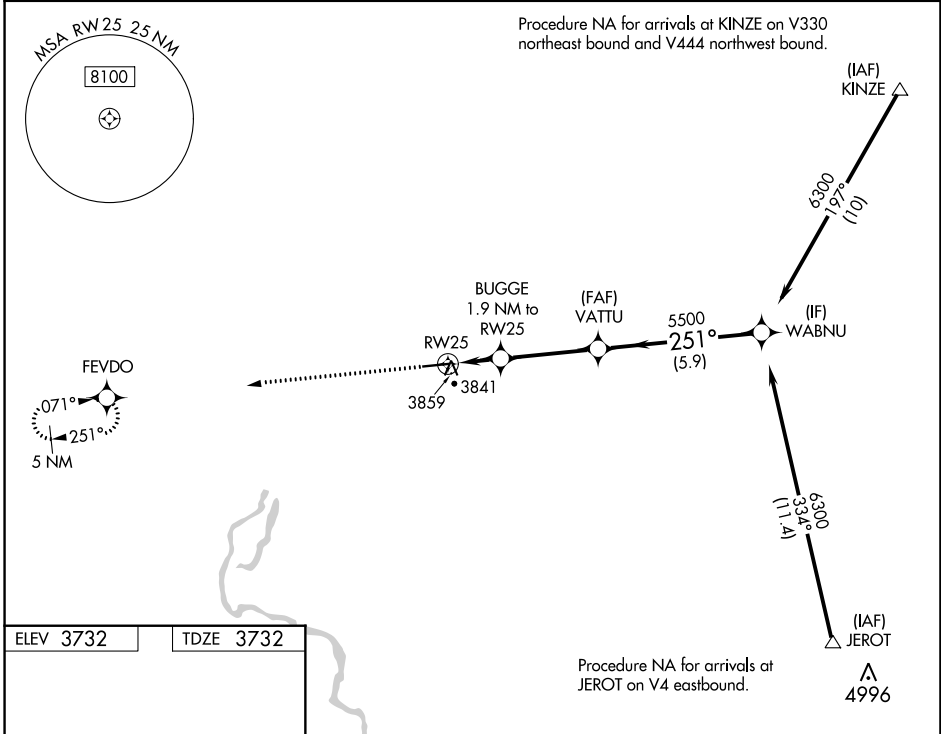 MSA RW25 25 NM
8100
Procedure NA for arrivals at KINZE on V330
northeast bound and V444 northwest bound.
(IAF)
KINZE
6300
197°
(10)
BUGGE
1.9 NM to
RW25
(FAF)
VATTU
5500
251°
(5.9)
(IF)
WABNU
RW25
3841
3859
FEVDO
071°
251°
5 NM
6300
334°
(11.4)
(IAF)
JEROT
4996
Procedure NA for arrivals at
JEROT on V4 eastbound.
ELEV 3732
TDZE 3732